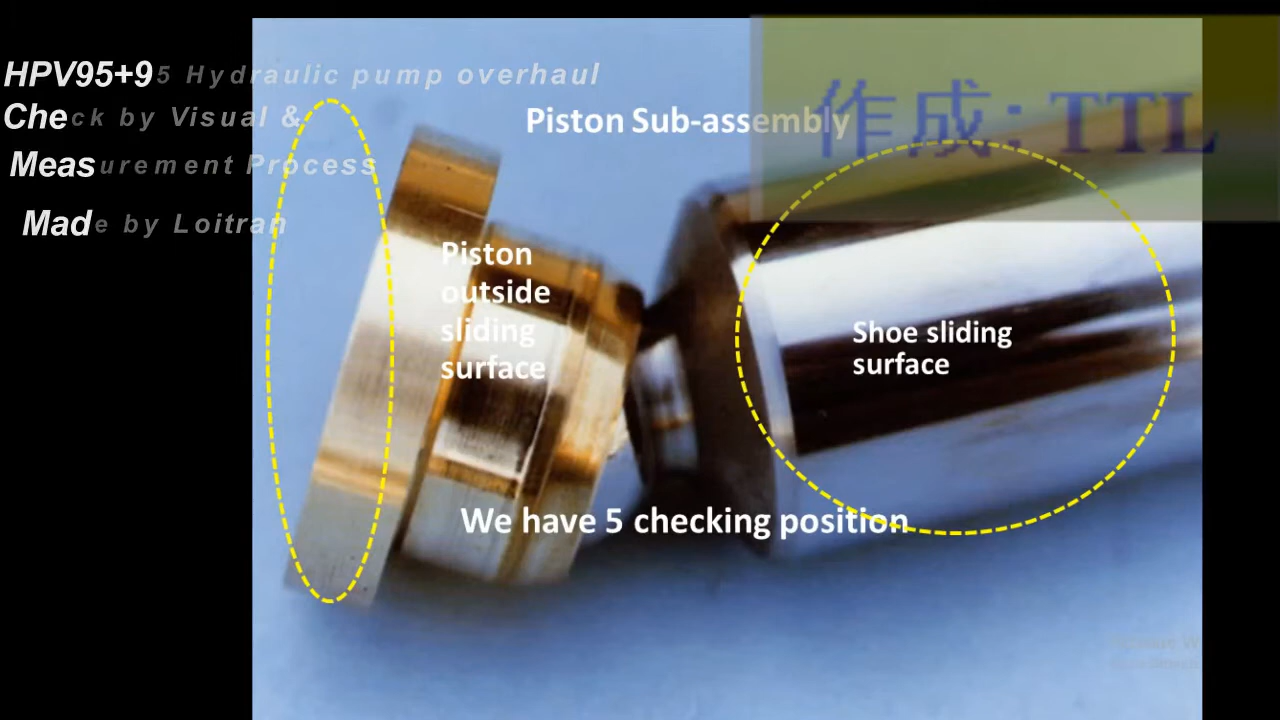 HPV95+95 Hydraulic pump overhaul
Check by Visual &
Measurement Process
Made by Loitran
Piston Sub-assembly
作成: TTL
Piston
outside
sliding
surface
Shoe sliding
surface
We have 5 checking position